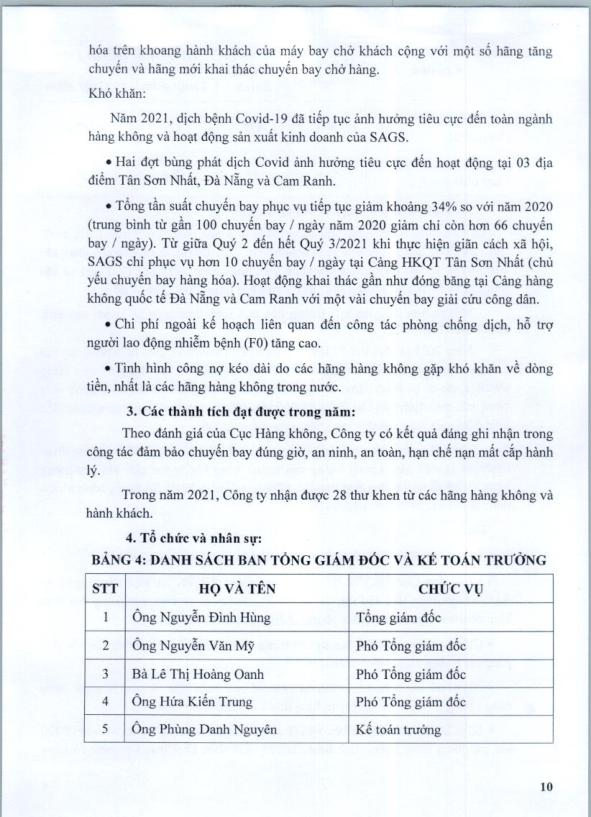 hóa trên khoang hành khách của máy bay chở khách cộng với một số hãng tăng
chuyến và hãng mới khai thác chuyến bay chở hàng.
Khó khăn:
Năm 2021, dịch bệnh Covid-19 đã tiếp tục ảnh hưởng tiêu cực đến toàn ngành
hàng không và hoạt động sản xuất kinh doanh của SAGS.
• Hai đợt bùng phát dịch Covid ảnh hưởng tiêu cực đến hoạt động tại 03 địa
điểm Tân Sơn Nhất, Đà Nẵng và Cam Ranh.
• Tổng tần suất chuyến bay phục vụ tiếp tục giảm khoảng 34% so với năm 2020
(trung bình từ gần 100 chuyến bay / ngày năm 2020 giảm chỉ còn hơn 66 chuyến
bay / ngày). Từ giữa Quý 2 đến hết Quý 3/2021 khi thực hiện giãn cách xã hội,
SAGS chỉ phục vụ hơn 10 chuyến bay / ngày tại Cảng HKQT Tân Sơn Nhất (chủ
yếu chuyến bay hàng hóa). Hoạt động khai thác gần như đóng băng tại Cảng hàng
không quốc tế Đà Nẵng và Cam Ranh với một vài chuyến bay giải cứu công dân.
• Chi phí ngoài kế hoạch liên quan đến công tác phòng chống dịch, hỗ trợ
người lao động nhiễm bệnh (F0) tăng cao.
• Tình hình công nợ kéo dài do các hãng hàng không gặp khó khăn về dòng
tiền, nhất là các hãng hàng không trong nước.
3. Các thành tích đạt được trong năm:
Theo đánh giá của Cục Hàng không, Công ty có kết quả đáng ghi nhận trong
công tác đảm bảo chuyến bay đúng giờ, an ninh, an toàn, hạn chế nạn mất cắp hành
lý.
Trong năm 2021, Công ty nhận được 28 thư khen từ các hãng hàng không và
hành khách.
4. Tổ chức và nhân sự:
BẢNG 4: DANH SÁCH BAN TỔNG GIÁM ĐỐC VÀ KẾ TOÁN TRƯỞNG
STT HỌ VÀ TÊN CHỨC VỤ
1 Ông Nguyễn Đình Hùng Tổng giám đốc
2 Ông Nguyễn Văn Mỹ Phó Tổng giám đốc
3 Bà Lê Thị Hoàng Oanh Phó Tổng giám đốc
4 Ông Hứa Kiến Trung Phó Tổng giám đốc
5 Ông Phùng Danh Nguyên Kế toán trưởng
10